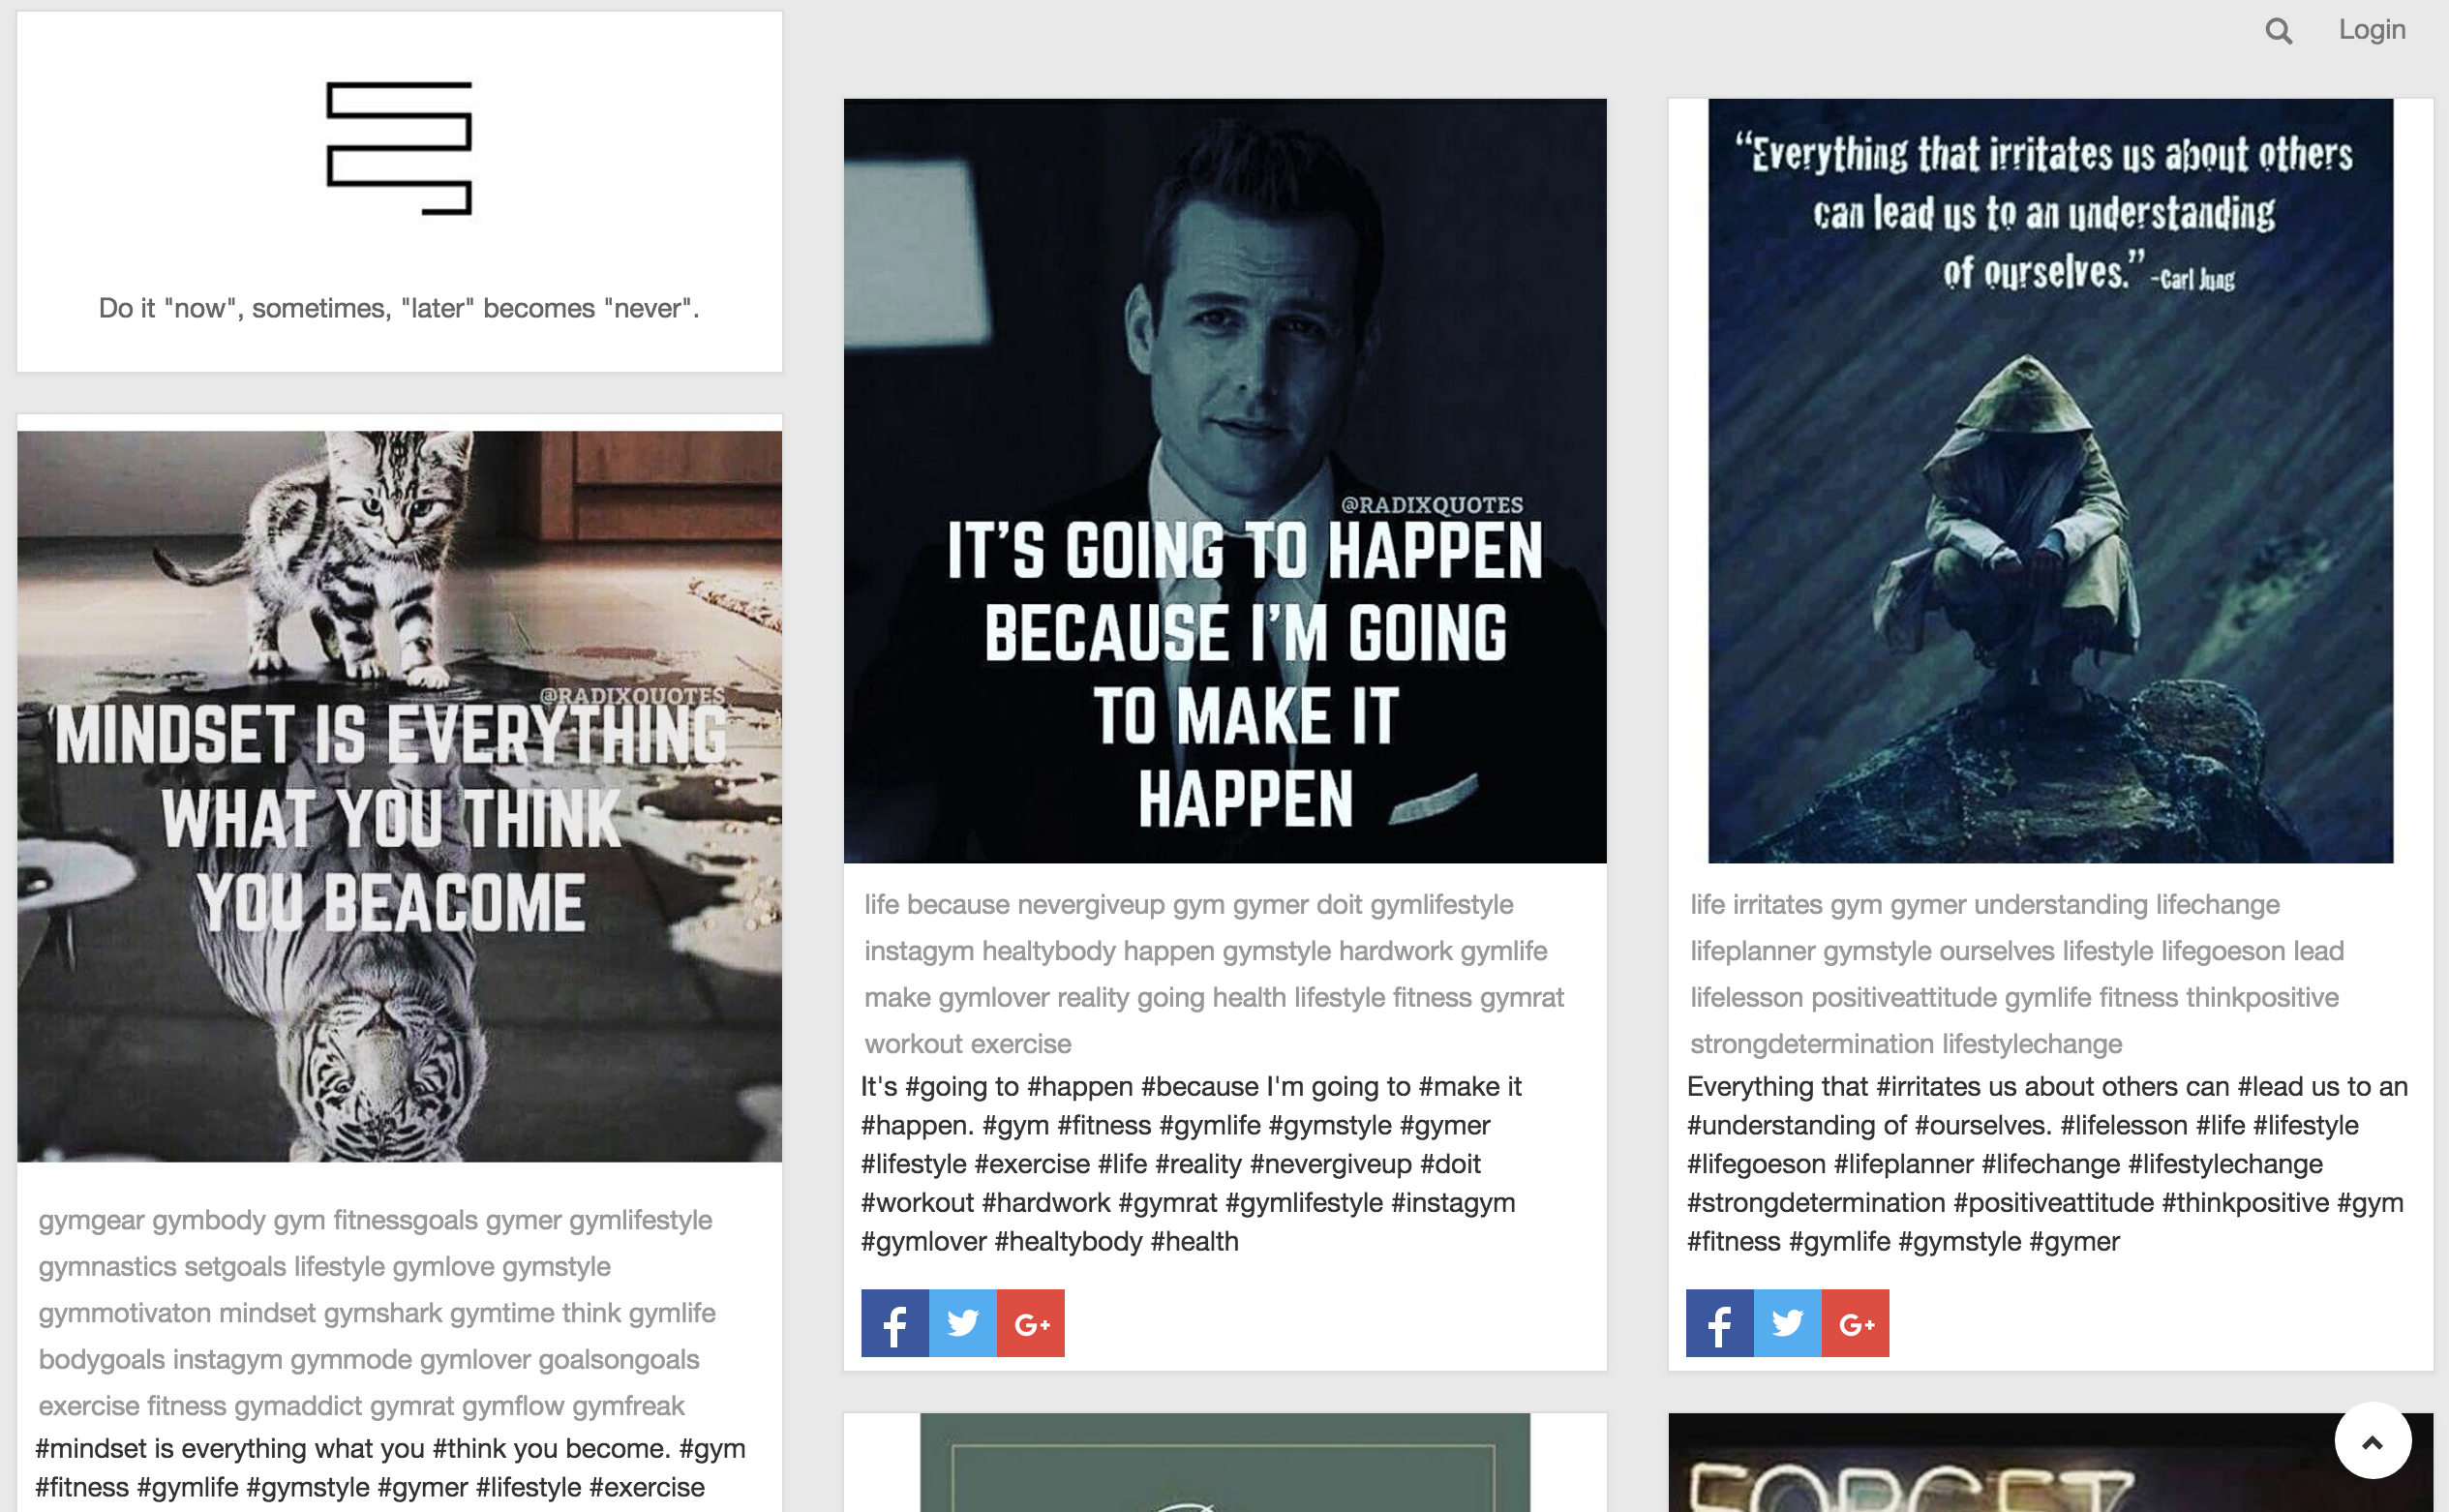 Login
Do it "now", sometimes, "later" becomes "never".
@RADIXQUOTES
'MINDSET IS EVERYTHING
WHAT YOU THINK
YOU BEACOME
gymgear gymbody gym fitnessgoals gymer gymlifestyle
gymnastics setgoals lifestyle gymlove gymstyle
gymmotivaton mindset gymshark gymtime think gymlife
bodygoals instagym gymmode gymlover goalsongoals
exercise fitness gymaddict gymrat gymflow gymfreak
#mindset is everything what you #think you become. #gym
#fitness #gymlife #gymstyle #gymer #lifestyle #exercise
@RADIXQUOTES
IT'S GOING TO HAPPEN
BECAUSE I'M GOING
TO MAKE IT
HAPPEN
life because nevergiveup gym gymer doit gymlifestyle
instagym healtybody happen gymstyle hardwork gymlife
make gymlover reality going health lifestyle fitness gymrat
workout exercise
It's #going to #happen #because I'm going to #make it
#happen. #gym #fitness #gymlife #gymstyle #gymer
#lifestyle #exercise #life #reality #nevergiveup #doit
#workout #hardwork #gymrat #gymlifestyle #instagym
#gymlover #healtybody #health
f G+
“Everything that irritates us about others
can lead us to an understanding
of ourselves.” -Carl Jung
life irritates gym gymer understanding lifechange
lifeplanner gymstyle ourselves lifestyle lifegoeson lead
lifelesson positiveattitude gymlife fitness thinkpositive
strongdetermination lifestylechange
Everything that #irritates us about others can #lead us to an
#understanding of #ourselves. #lifelesson #life #lifestyle
#lifegoeson #lifeplanner #lifechange #lifestylechange
#strongdetermination #positiveattitude #thinkpositive #gym
#fitness #gymlife #gymstyle #gymer
f G+
FORGET